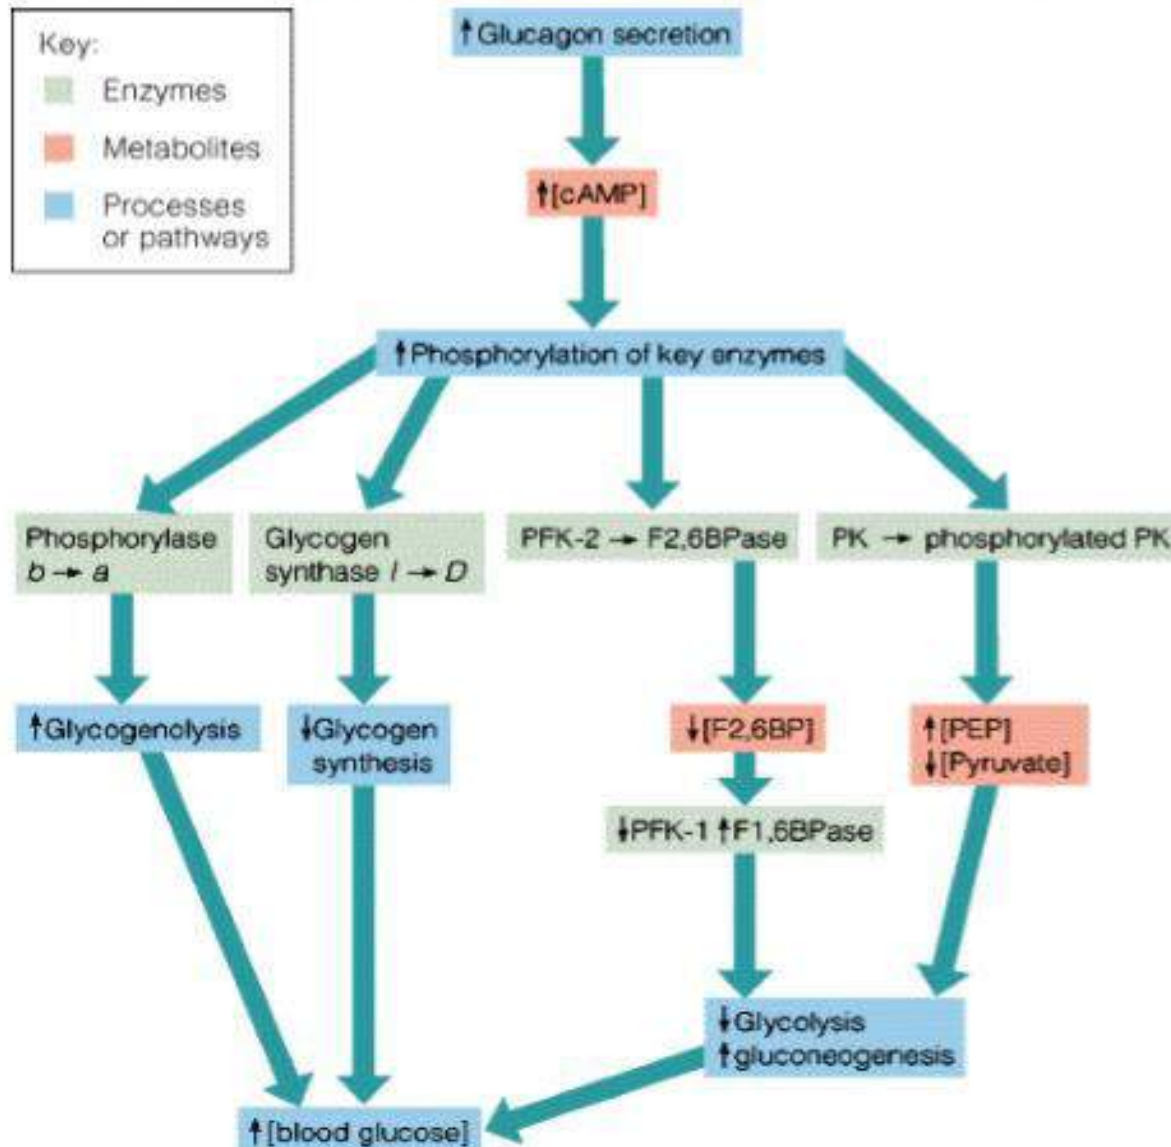 Key:
Enzymes
Metabolites
Processes
or pathways
↑Glucagon secretion
↑[cAMP]
↑Phosphorylation of key enzymes
Phosphorylase
b → a
Glycogen
synthase I → D
PFK-2 → F2,6BPase
PK → phosphorylated PK
↑Glycogenolysis
↓Glycogen
synthesis
↓[F2,6BP]
↑[PEP]
↓[Pyruvate]
↓PFK-1 ↑F1,6BPase
↓Glycolysis
↑gluconeogenesis
↑[blood glucose]